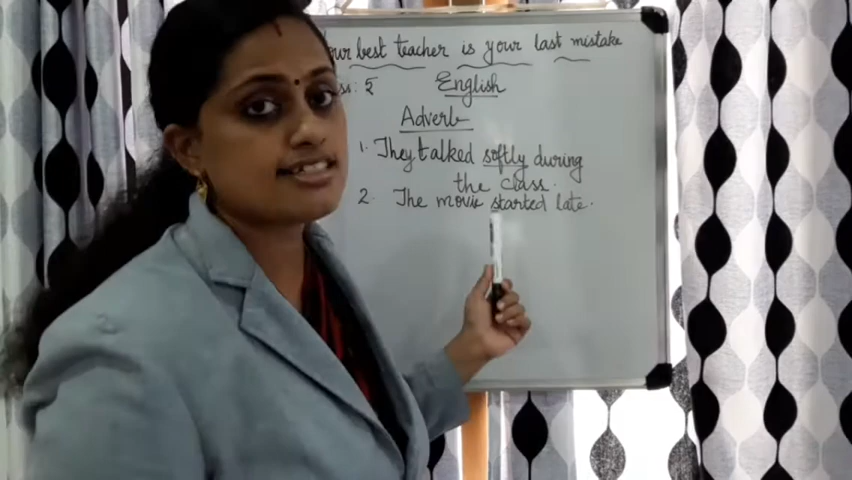 best teacher is your last mistake
English
Adverb
1. They talked softly during
the class.
2. The movie started late.